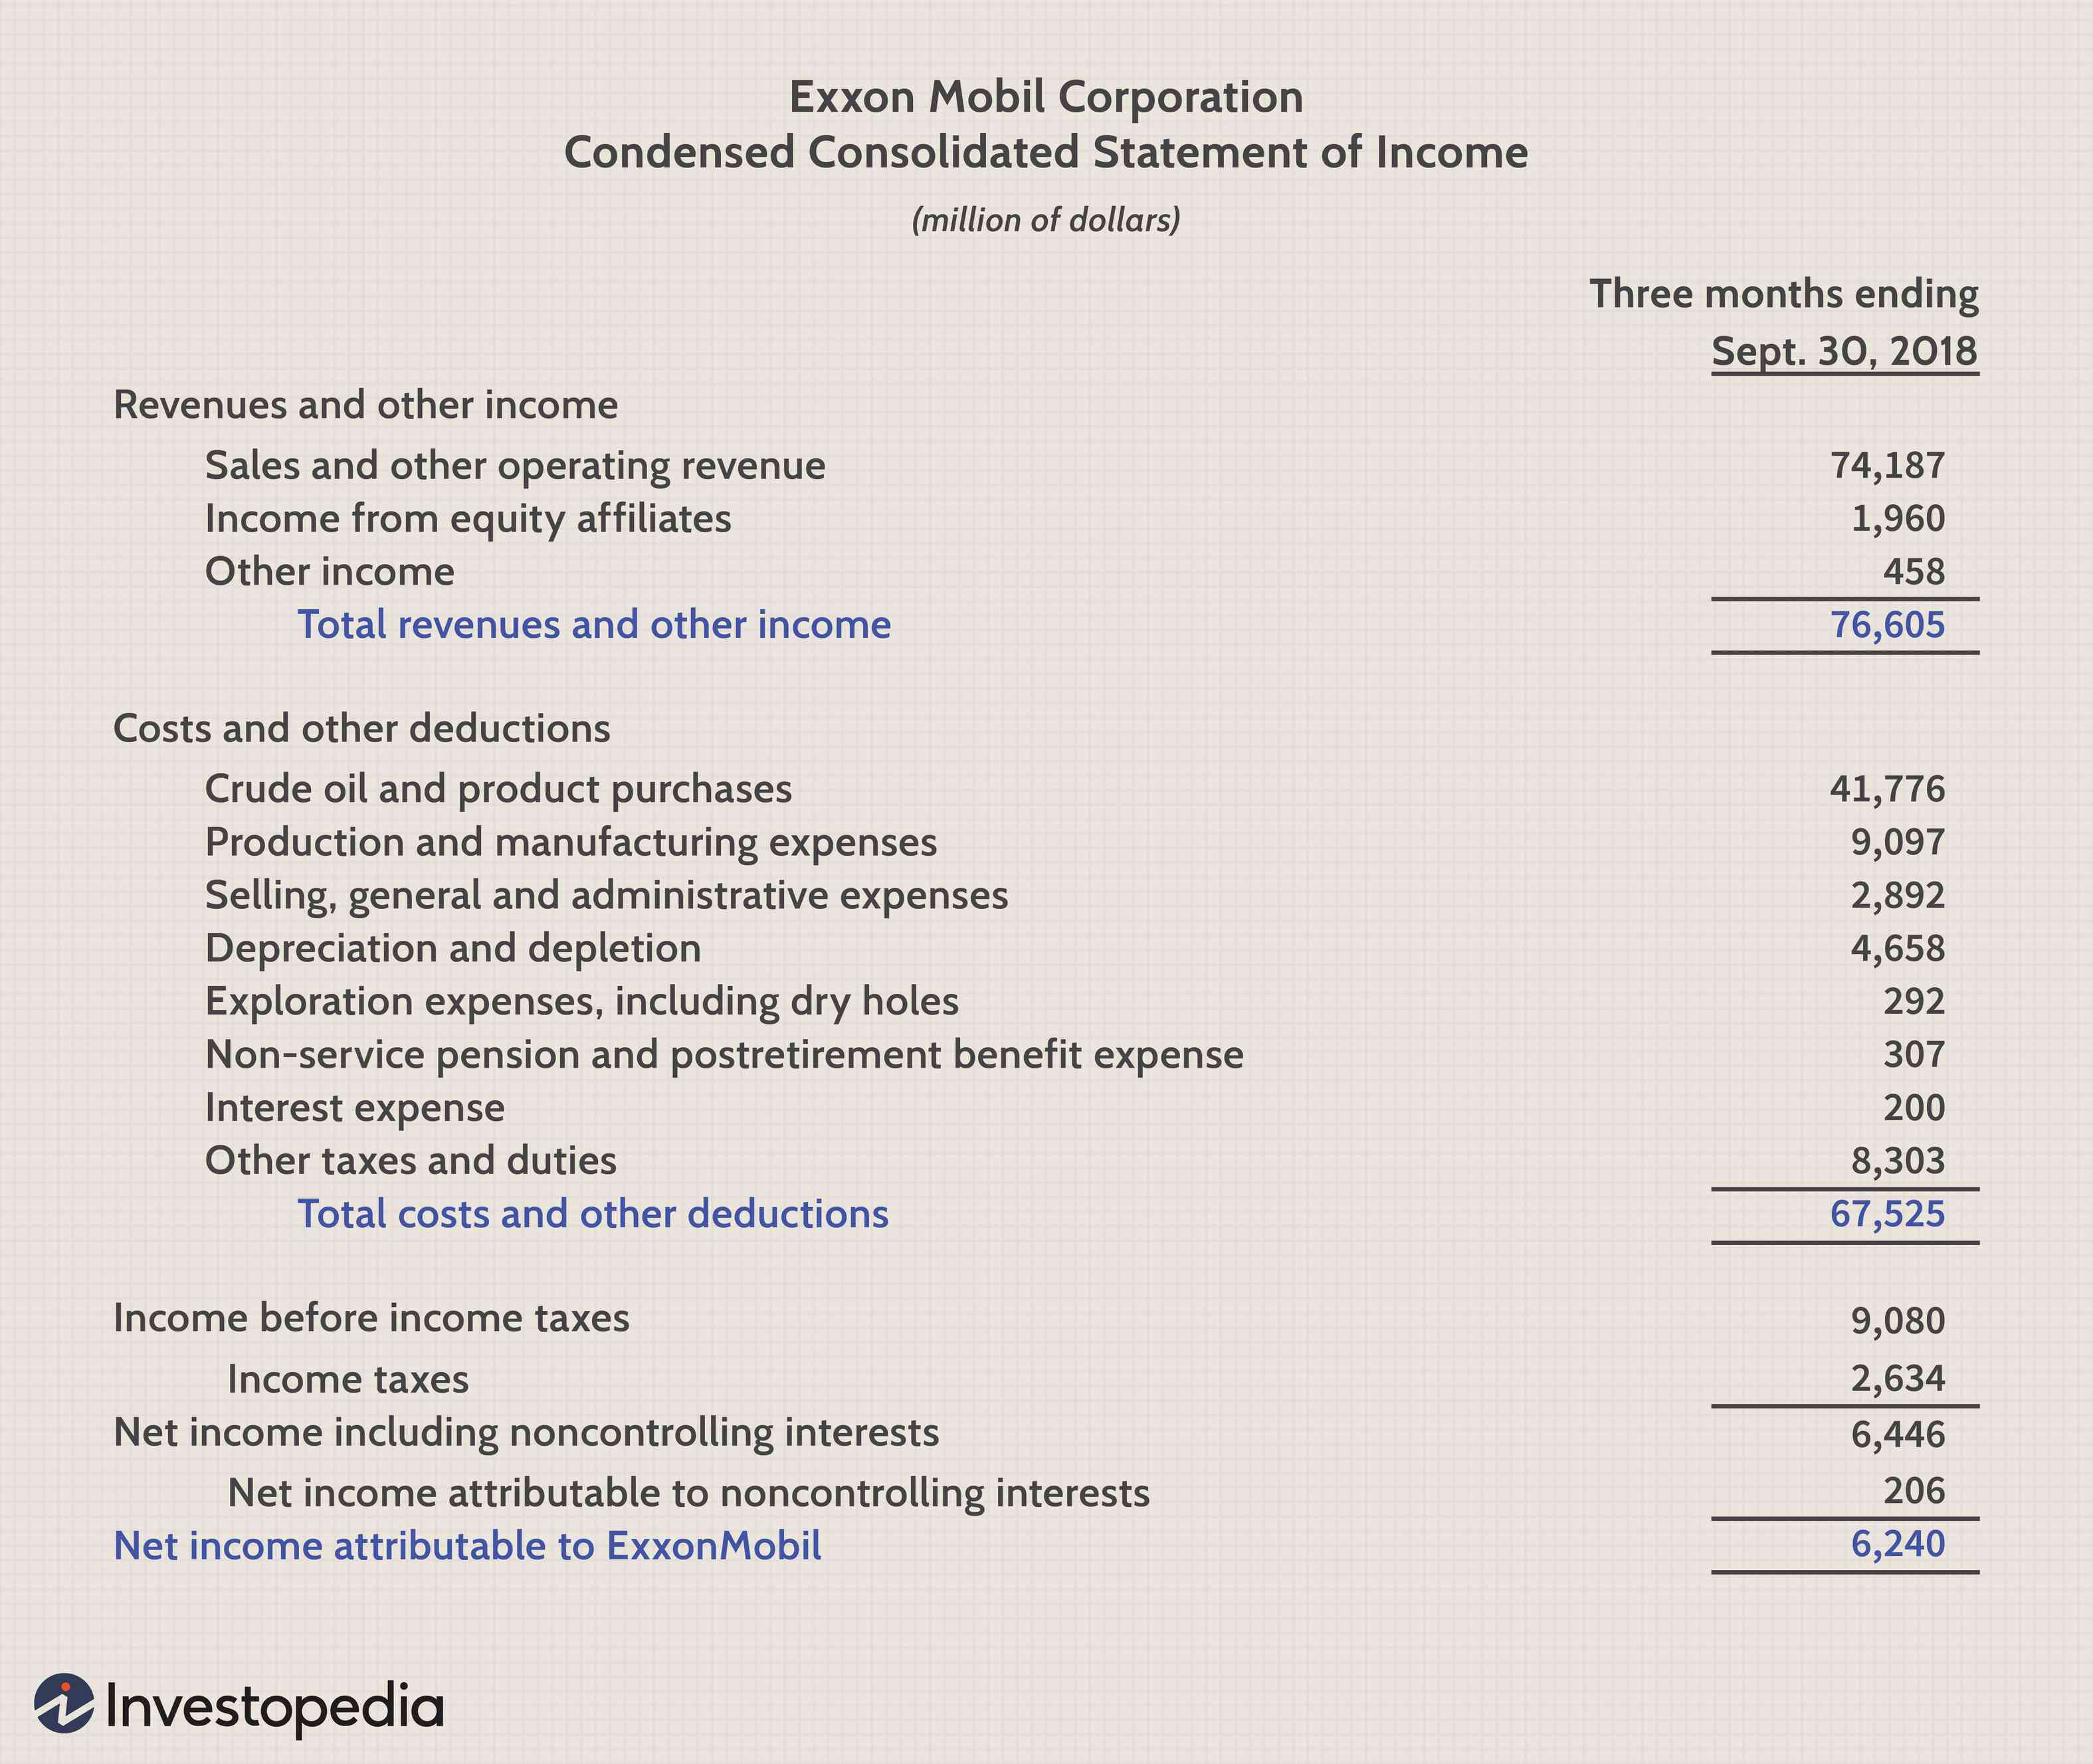 Exxon Mobil Corporation
Condensed Consolidated Statement of Income
(million of dollars)
Three months ending
Sept. 30, 2018
Revenues and other income
Sales and other operating revenue 74,187
Income from equity affiliates 1,960
Other income 458
Total revenues and other income 76,605
Costs and other deductions
Crude oil and product purchases 41,776
Production and manufacturing expenses 9,097
Selling, general and administrative expenses 2,892
Depreciation and depletion 4,658
Exploration expenses, including dry holes 292
Non-service pension and postretirement benefit expense 307
Interest expense 200
Other taxes and duties 8,303
Total costs and other deductions 67,525
Income before income taxes 9,080
Income taxes 2,634
Net income including noncontrolling interests 6,446
Net income attributable to noncontrolling interests 206
Net income attributable to ExxonMobil 6,240
Investopedia